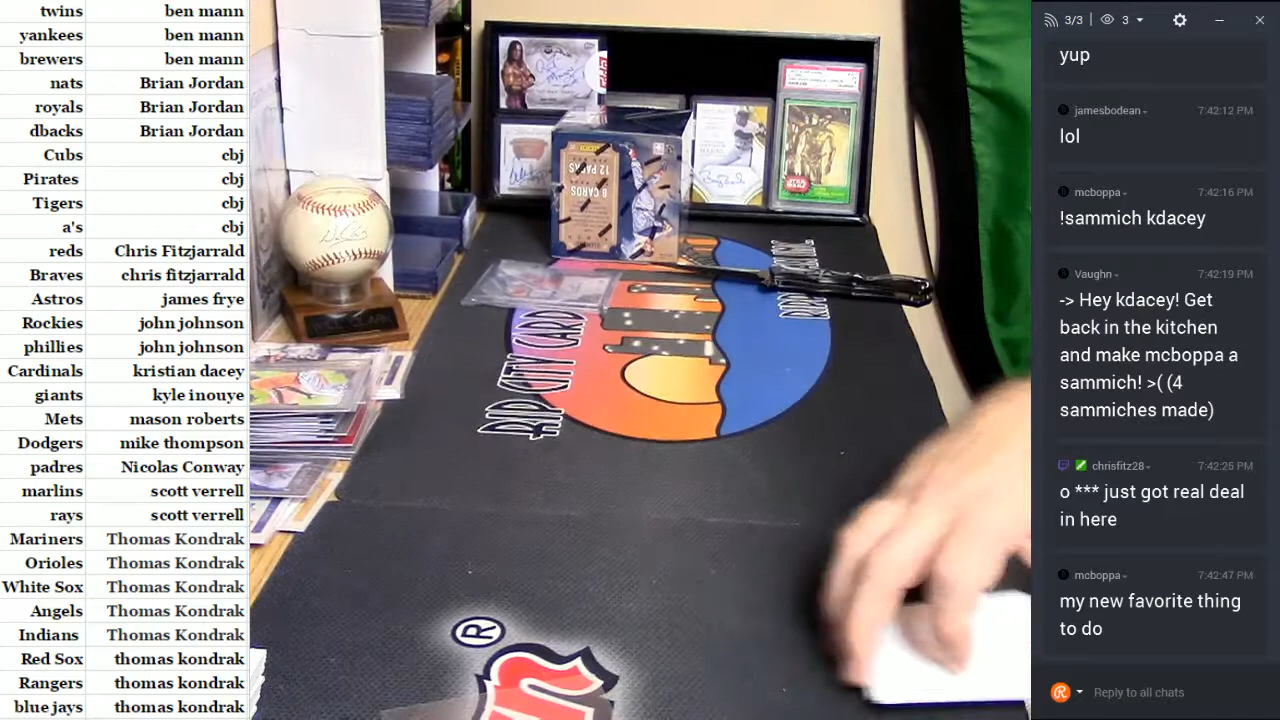 twins ben mann
yankees ben mann
brewers ben mann
nats Brian Jordan
royals Brian Jordan
dbacks Brian Jordan
Cubs cbj
Pirates cbj
Tigers cbj
a's cbj
reds Chris Fitzjarrald
Braves chris fitzjarrald
Astros james frye
Rockies john johnson
phillies john johnson
Cardinals kristian dacey
giants kyle inouye
Mets mason roberts
Dodgers mike thompson
padres Nicolas Conway
marlins scott verrell
rays scott verrell
Mariners Thomas Kondrak
Orioles Thomas Kondrak
White Sox Thomas Kondrak
Angels Thomas Kondrak
Indians Thomas Kondrak
Red Sox thomas kondrak
Rangers thomas kondrak
blue jays thomas kondrak
8 CARDS
12 PACKS
STAR WARS
RIP CITY CARD
®
3/3 | 3
yup
jamesbodean 7:42:12 PM
lol
mcboppa 7:42:16 PM
!sammich kdacey
Vaughn 7:42:19 PM
-> Hey kdacey! Get
back in the kitchen
and make mcboppa a
sammich! >( (4
sammiches made)
chrisfitz28 7:42:25 PM
o *** just got real deal
in here
mcboppa 7:42:47 PM
my new favorite thing
to do
Reply to all chats